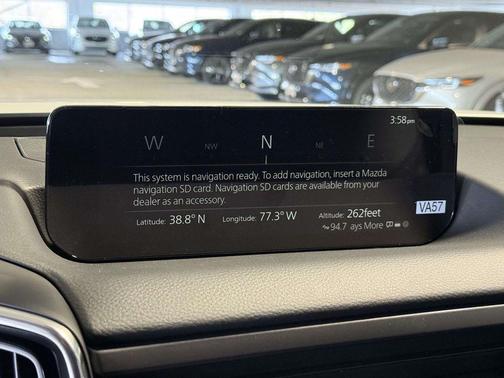 3:58pm
W NW N NE E
This system is navigation ready. To add navigation, insert a Mazda
navigation SD card. Navigation SD cards are available from your
dealer as an accessory.
Latitude: 38.8° N Longitude: 77.3° W Altitude: 262feet
VA57
94.7 ays More